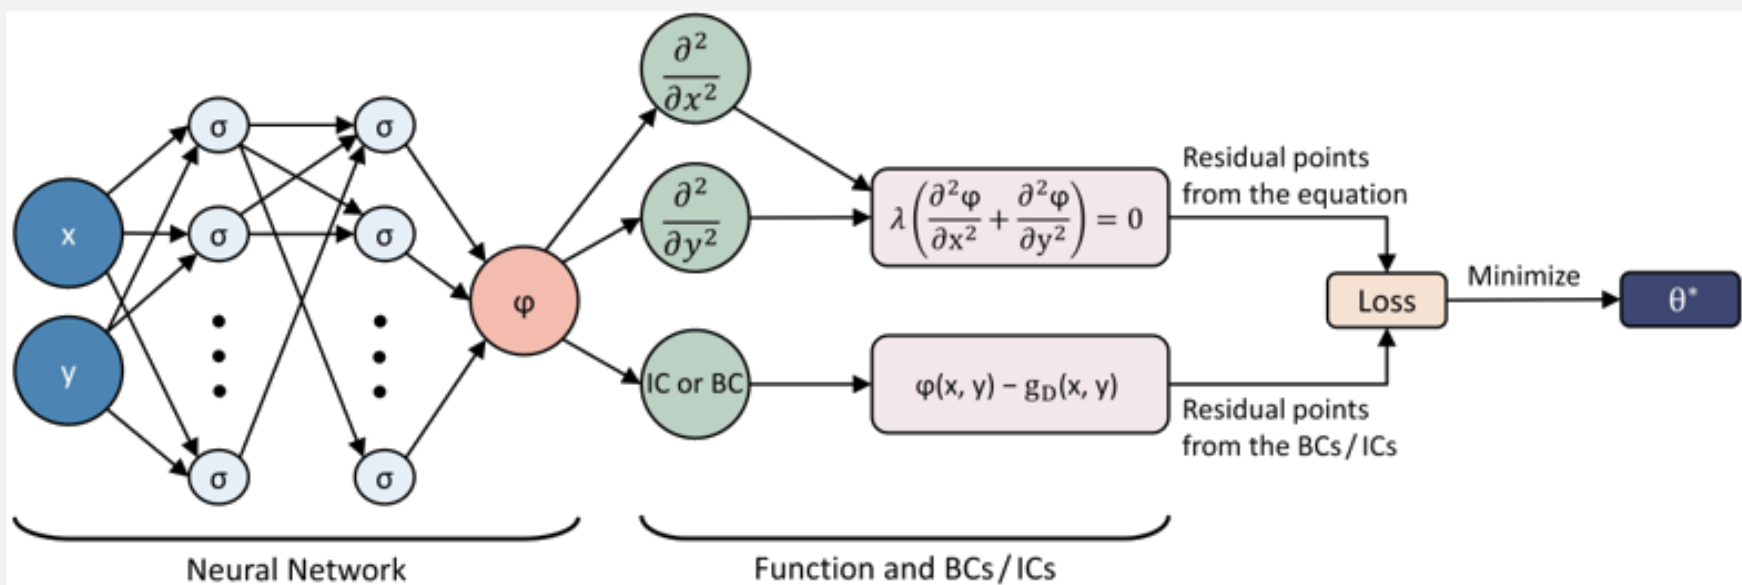 x
y
σ
σ
σ
σ
σ
σ
φ
∂²/∂x²
∂²/∂y²
IC or BC
λ(∂²φ/∂x² + ∂²φ/∂y²) = 0
φ(x, y) − g_D(x, y)
Residual points
from the equation
Residual points
from the BCs / ICs
Loss
Minimize
θ*
Neural Network
Function and BCs / ICs